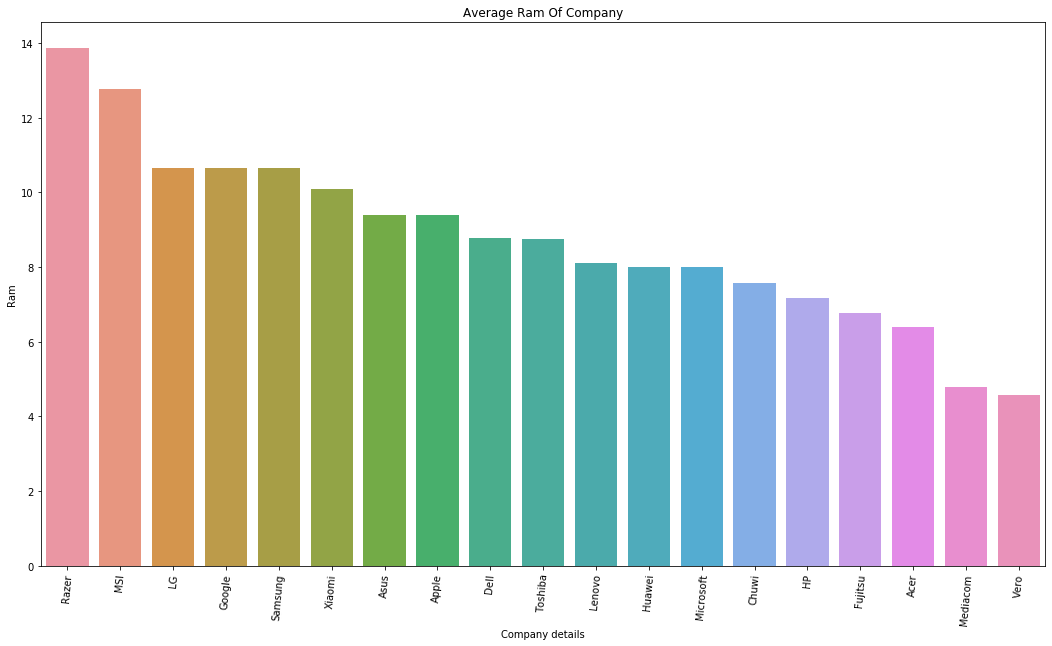 Average Ram Of Company
Ram
14
12
10
8
6
4
2
0
Razer
MSI
LG
Google
Samsung
Xiaomi
Asus
Apple
Dell
Toshiba
Lenovo
Huawei
Microsoft
Chuwi
HP
Fujitsu
Acer
Mediacom
Vero
Company details